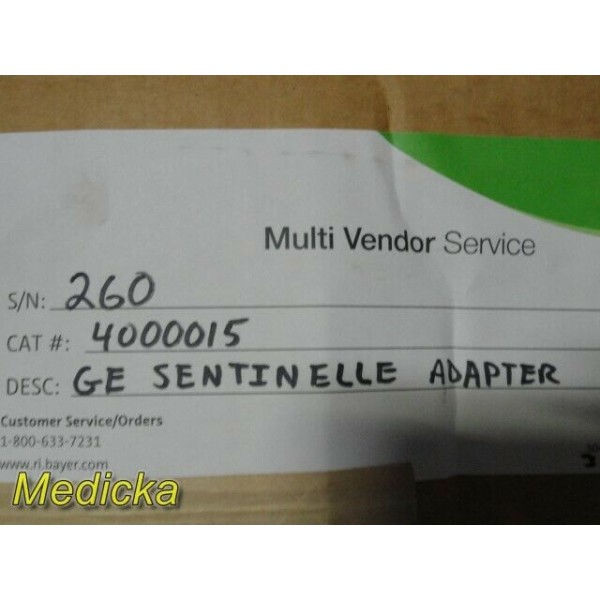 Multi Vendor Service
S/N: 260
CAT #: 4000015
DESC: GE SENTINELLE ADAPTER
Customer Service/Orders
1-800-633-7231
www.ri.bayer.com
Medicka